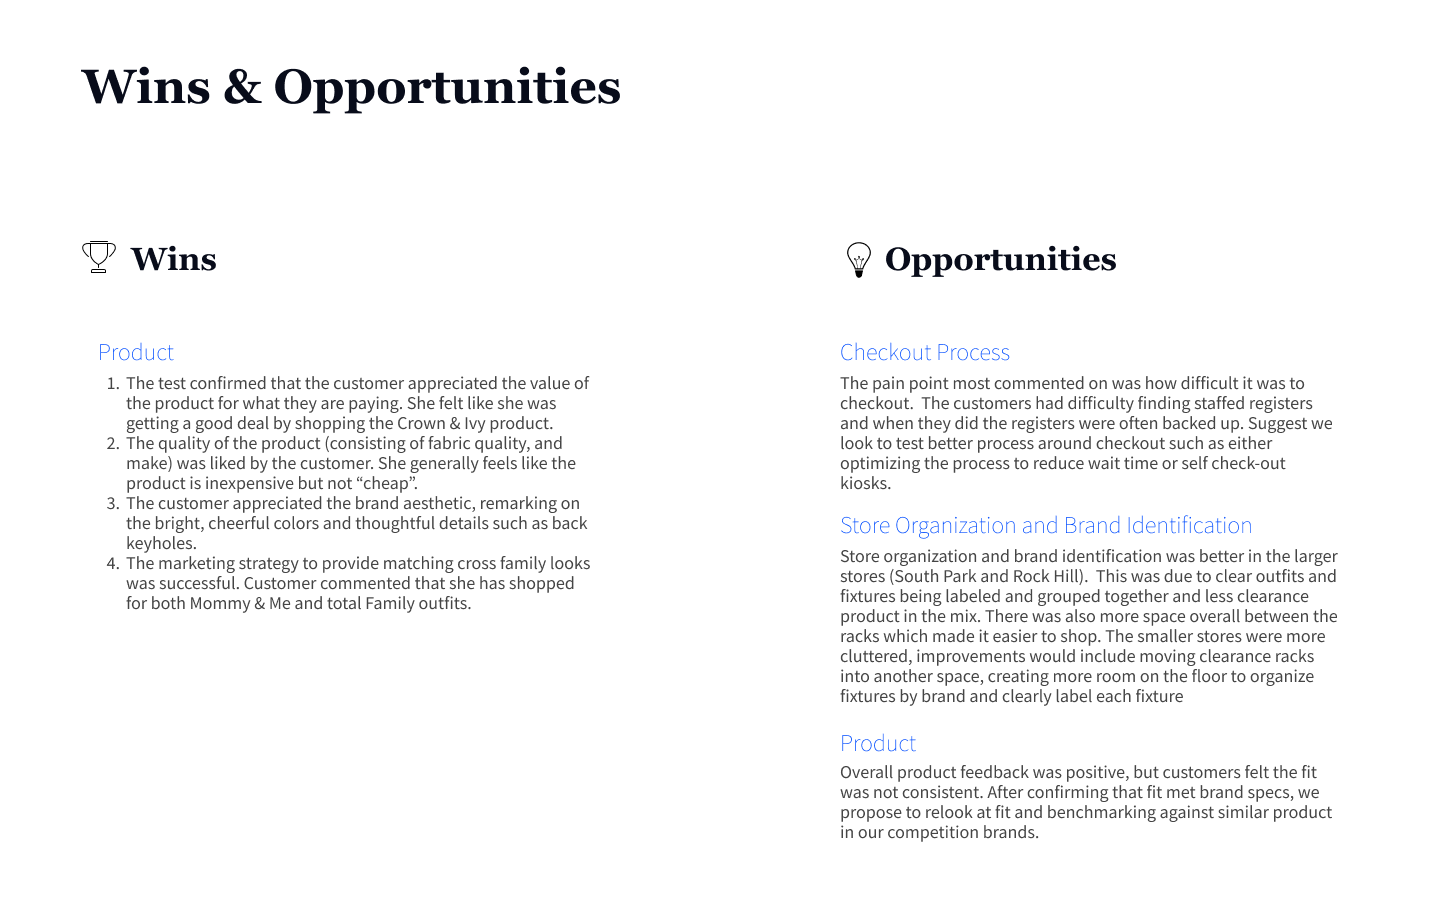 Wins & Opportunities
Wins
Product
1. The test confirmed that the customer appreciated the value of
the product for what they are paying. She felt like she was
getting a good deal by shopping the Crown & Ivy product.
2. The quality of the product (consisting of fabric quality, and
make) was liked by the customer. She generally feels like the
product is inexpensive but not “cheap”.
3. The customer appreciated the brand aesthetic, remarking on
the bright, cheerful colors and thoughtful details such as back
keyholes.
4. The marketing strategy to provide matching cross family looks
was successful. Customer commented that she has shopped
for both Mommy & Me and total Family outfits.
Opportunities
Checkout Process
The pain point most commented on was how difficult it was to
checkout.  The customers had difficulty finding staffed registers
and when they did the registers were often backed up. Suggest we
look to test better process around checkout such as either
optimizing the process to reduce wait time or self check-out
kiosks.
Store Organization and Brand Identification
Store organization and brand identification was better in the larger
stores (South Park and Rock Hill).  This was due to clear outfits and
fixtures being labeled and grouped together and less clearance
product in the mix. There was also more space overall between the
racks which made it easier to shop. The smaller stores were more
cluttered, improvements would include moving clearance racks
into another space, creating more room on the floor to organize
fixtures by brand and clearly label each fixture
Product
Overall product feedback was positive, but customers felt the fit
was not consistent. After confirming that fit met brand specs, we
propose to relook at fit and benchmarking against similar product
in our competition brands.